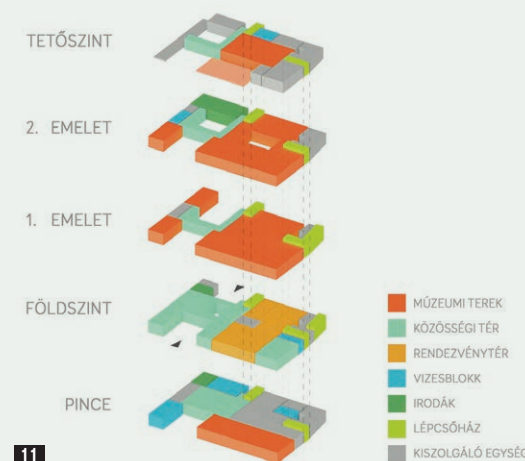 TETŐSZINT
2. EMELET
1. EMELET
FÖLDSZINT
PINCE
MÚZEUMI TEREK
KÖZÖSSÉGI TÉR
RENDEZVÉNYTÉR
VIZESBLOKK
IRODÁK
LÉPCSŐHÁZ
KISZOLGÁLÓ EGYSÉG
11